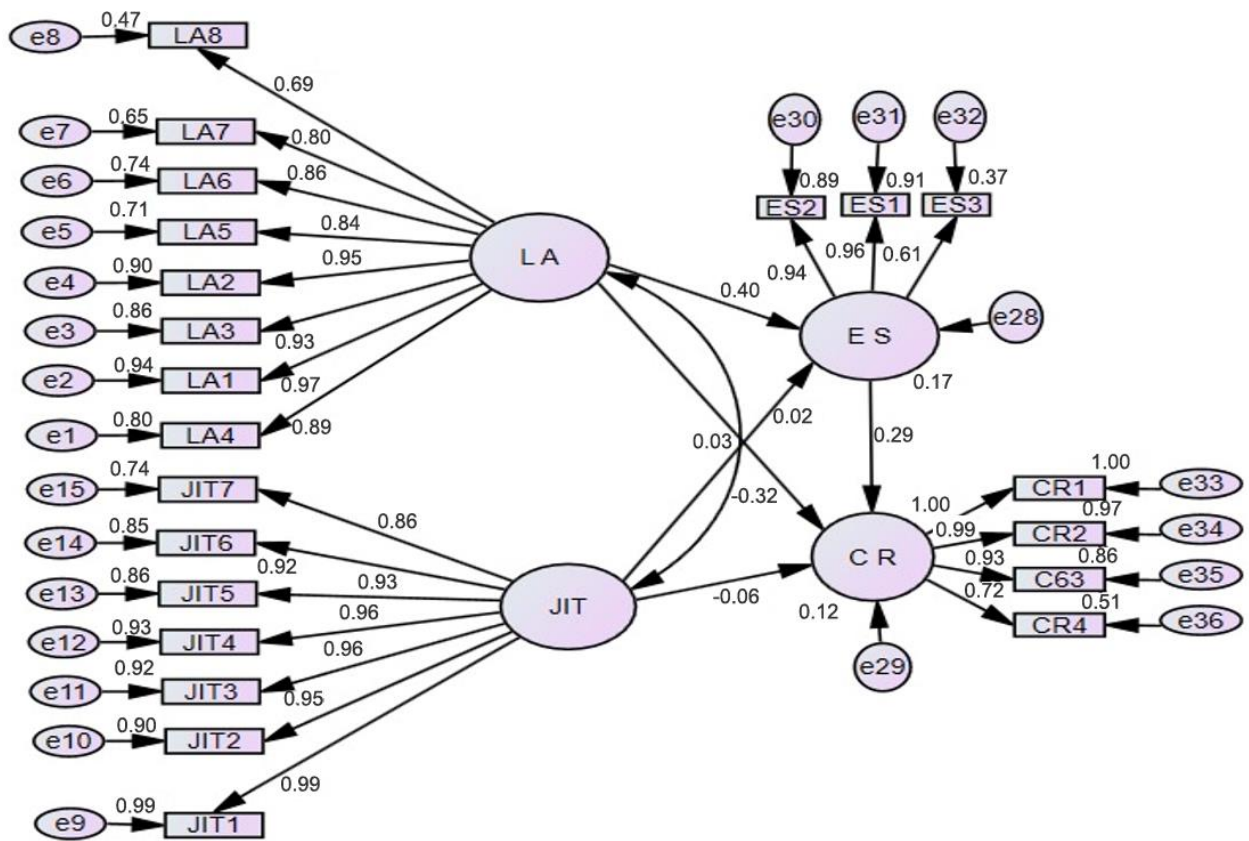 e8 0.47 LA8
0.69
e7 0.65 LA7 0.80
e6 0.74 LA6 0.86
e5 0.71 LA5 0.84
e4 0.90 LA2 0.95
e3 0.86 LA3 0.93
e2 0.94 LA1 0.97
e1 0.80 LA4 0.89
L A
e30 e31 e32
0.89 0.91 0.37
ES2 ES1 ES3
0.94 0.96 0.61
E S
e28
0.17
0.40
0.02
0.03
0.29
-0.32
e15 0.74 JIT7 0.86
e14 0.85 JIT6 0.92
e13 0.86 JIT5 0.93
e12 0.93 JIT4 0.96
e11 0.92 JIT3 0.96
e10 0.90 JIT2 0.95
e9 0.99 JIT1 0.99
JIT
-0.06
C R
0.12
e29
1.00 CR1 1.00 e33
0.99 CR2 0.97 e34
0.93 C63 0.86 e35
0.72 CR4 0.51 e36